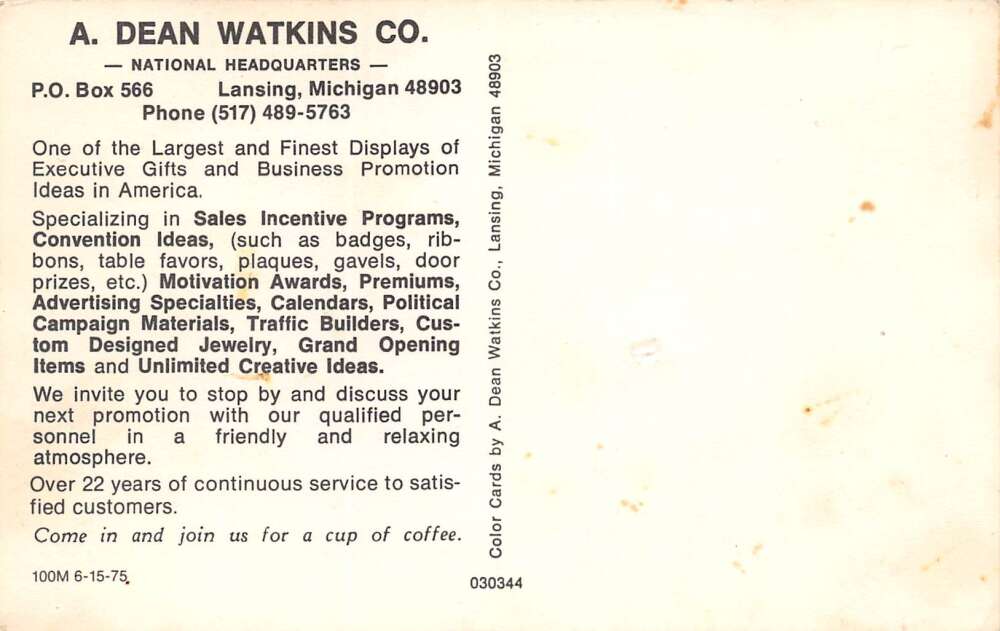 A. DEAN WATKINS CO.
— NATIONAL HEADQUARTERS —
P.O. Box 566 Lansing, Michigan 48903
Phone (517) 489-5763
One of the Largest and Finest Displays of
Executive Gifts and Business Promotion
Ideas in America.
Specializing in Sales Incentive Programs,
Convention Ideas, (such as badges, rib-
bons, table favors, plaques, gavels, door
prizes, etc.) Motivation Awards, Premiums,
Advertising Specialties, Calendars, Political
Campaign Materials, Traffic Builders, Cus-
tom Designed Jewelry, Grand Opening
Items and Unlimited Creative Ideas.
We invite you to stop by and discuss your
next promotion with our qualified per-
sonnel in a friendly and relaxing
atmosphere.
Over 22 years of continuous service to satis-
fied customers.
Come in and join us for a cup of coffee.
100M 6-15-75
Color Cards by A. Dean Watkins Co., Lansing, Michigan 48903
030344